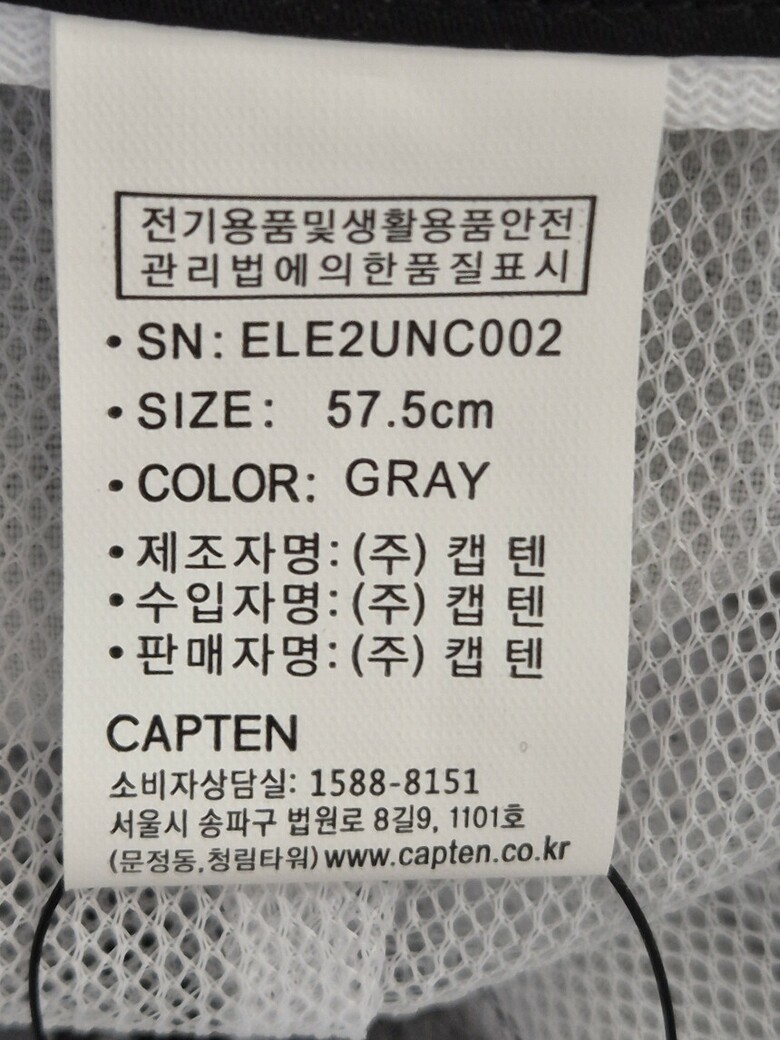 전기용품및생활용품안전
관리법에의한품질표시
• SN: ELE2UNC002
• SIZE: 57.5cm
• COLOR: GRAY
• 제조자명: (주) 캡 텐
• 수입자명: (주) 캡 텐
• 판매자명: (주) 캡 텐
CAPTEN
소비자상담실: 1588-8151
서울시 송파구 법원로 8길9, 1101호
(문정동,청림타워) www.capten.co.kr